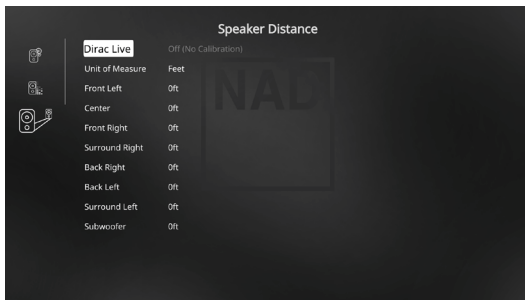 Speaker Distance
Dirac Live Off (No Calibration)
Unit of Measure Feet
Front Left 0ft
Center 0ft
Front Right 0ft
Surround Right 0ft
Back Right 0ft
Back Left 0ft
Surround Left 0ft
Subwoofer 0ft
NAD